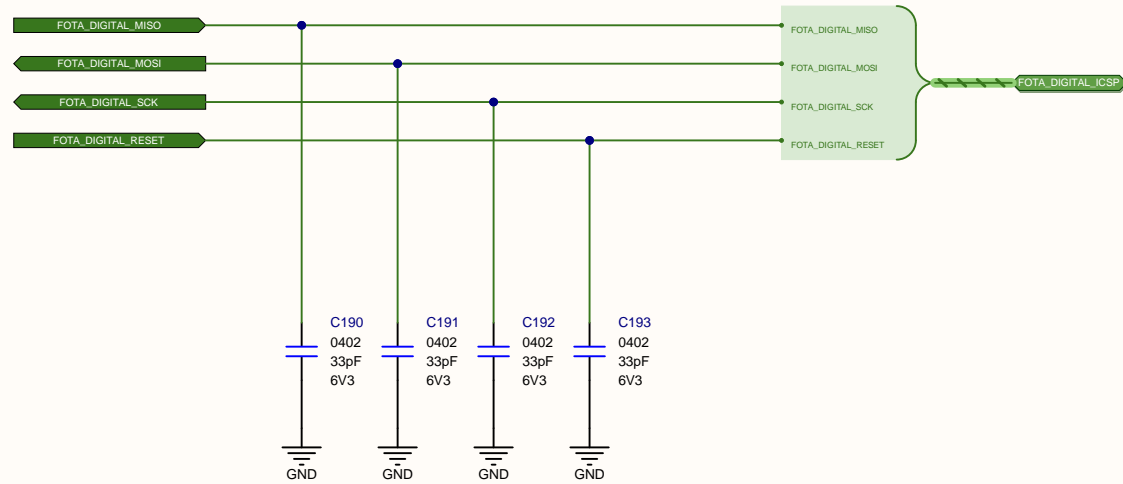 FOTA_DIGITAL_MISO
FOTA_DIGITAL_MISO
FOTA_DIGITAL_MOSI
FOTA_DIGITAL_MOSI
FOTA_DIGITAL_ICSP
FOTA_DIGITAL_SCK
FOTA_DIGITAL_SCK
FOTA_DIGITAL_RESET
FOTA_DIGITAL_RESET
C190
0402
33pF
6V3
C191
0402
33pF
6V3
C192
0402
33pF
6V3
C193
0402
33pF
6V3
GND
GND
GND
GND